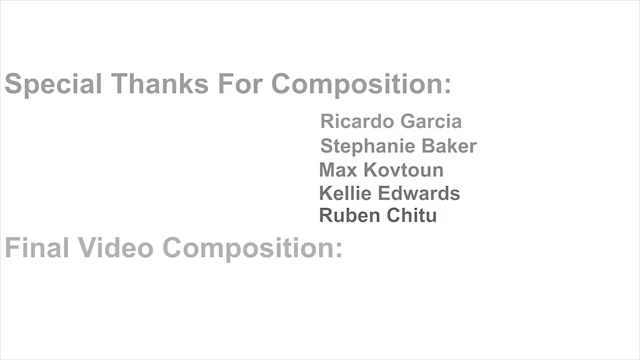 Special Thanks For Composition:
Ricardo Garcia
Stephanie Baker
Max Kovtoun
Kellie Edwards
Ruben Chitu
Final Video Composition: